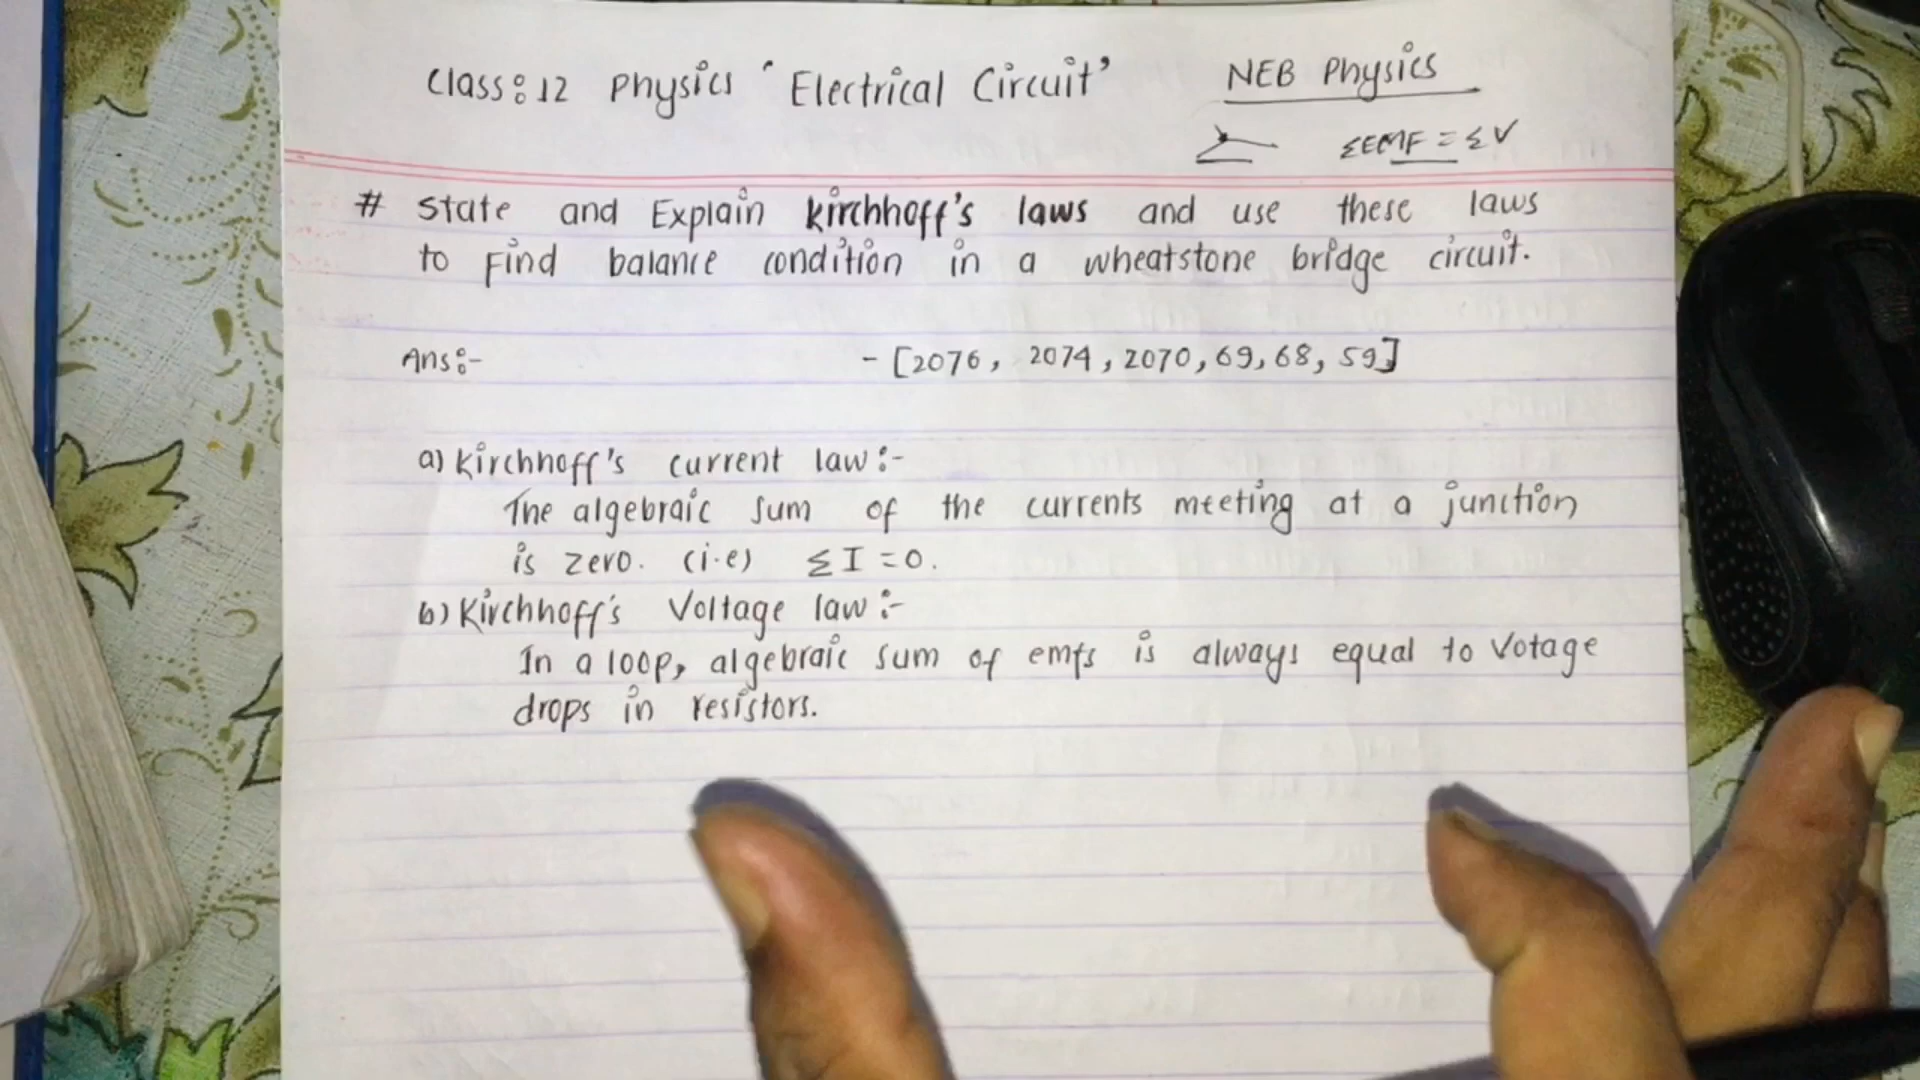 Class: 12 Physics 'Electrical Circuit'
NEB Physics
ΣEMF = ΣV
# State and Explain Kirchhoff's laws and use these laws
to Find balance condition in a wheatstone bridge circuit.
Ans:-
- [2076, 2074, 2070, 69, 68, 59]
a) Kirchhoff's current law :-
The algebraic sum of the currents meeting at a junction
is zero. (i.e) ΣI = 0.
b) Kirchhoff's Voltage law :-
In a loop, algebraic sum of emfs is always equal to Votage
drops in resistors.